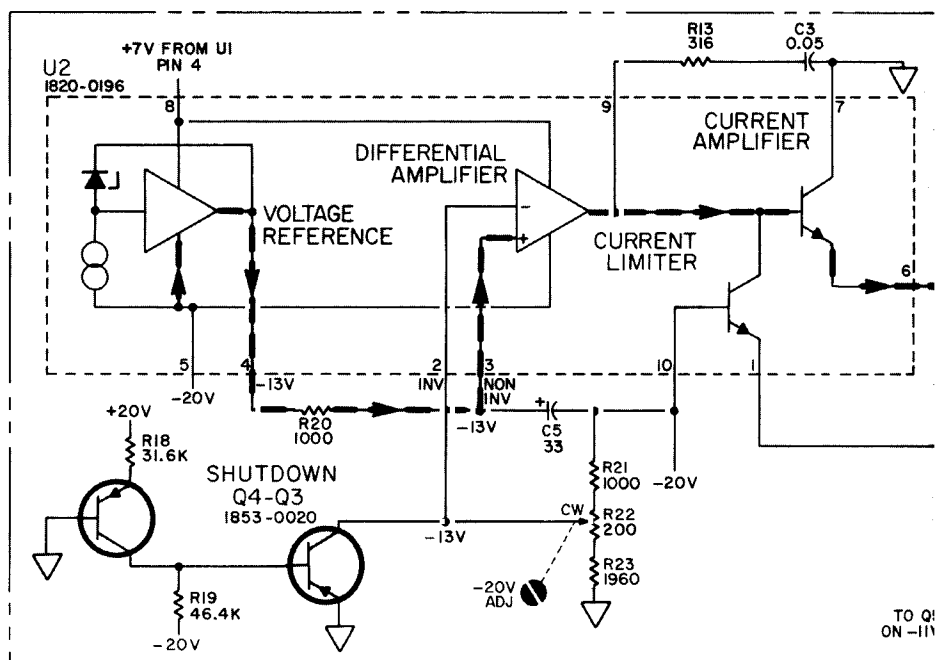 +7V FROM U1
PIN 4
U2
1820-0196
8
R13
316
C3
0.05
9
7
CURRENT
AMPLIFIER
DIFFERENTIAL
AMPLIFIER
−
+
VOLTAGE
REFERENCE
CURRENT
LIMITER
6
5
4
-13V
-20V
2
INV
3
NON
INV
10
1
R20
1000
-13V
+
C5
33
+20V
R18
31.6K
SHUTDOWN
Q4-Q3
1853-0020
-13V
R21
1000
-20V
CW
R22
200
R23
1960
-20V
ADJ
R19
46.4K
-20V
TO
ON -11V